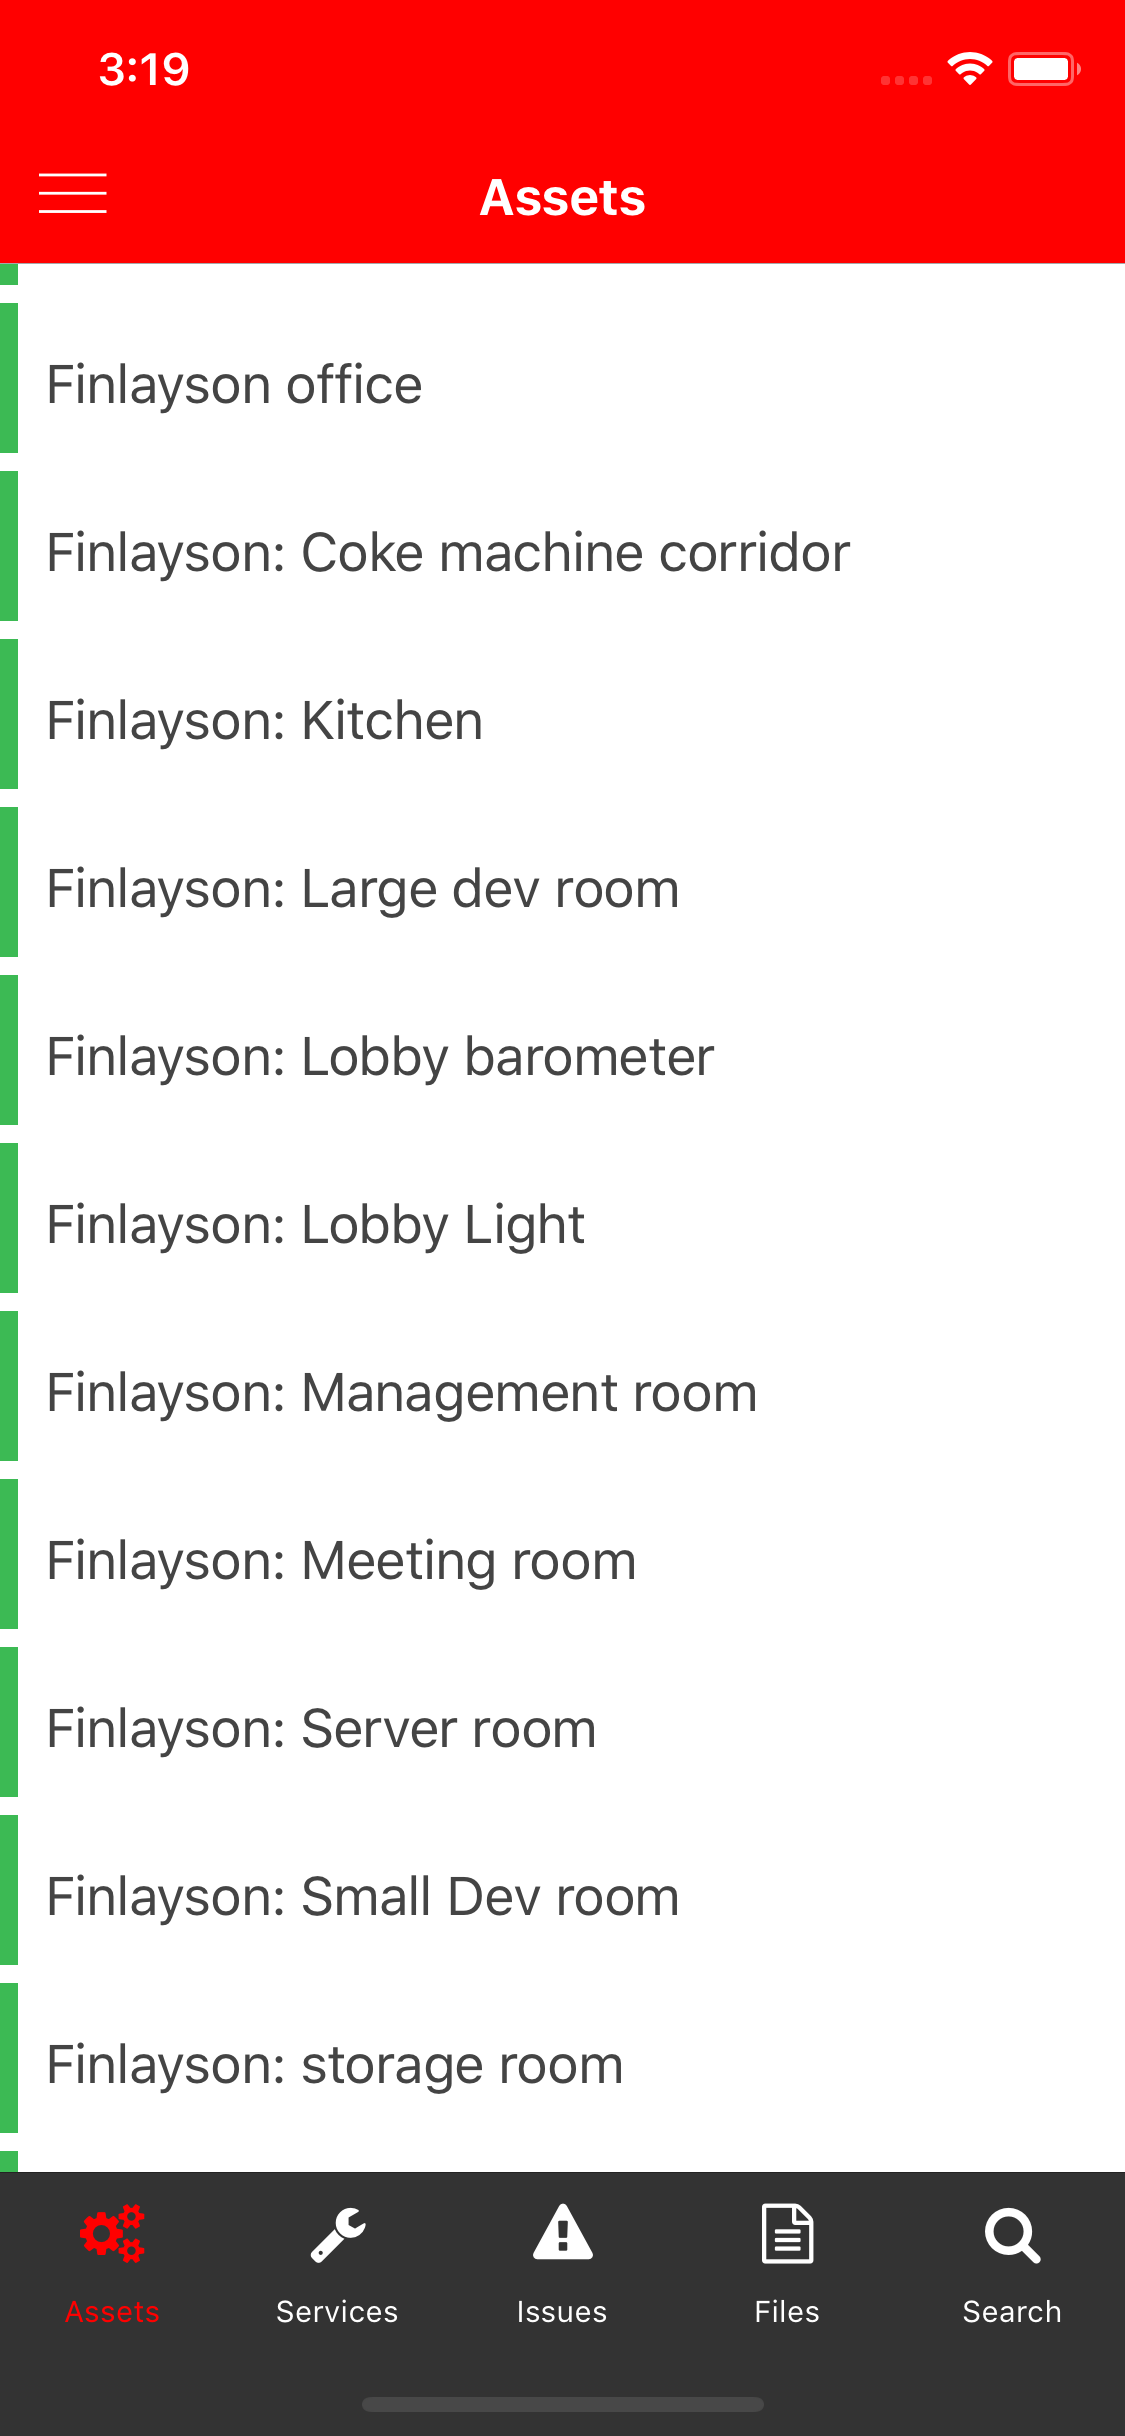 3:19
Assets
Finlayson office
Finlayson: Coke machine corridor
Finlayson: Kitchen
Finlayson: Large dev room
Finlayson: Lobby barometer
Finlayson: Lobby Light
Finlayson: Management room
Finlayson: Meeting room
Finlayson: Server room
Finlayson: Small Dev room
Finlayson: storage room
Assets
Services
Issues
Files
Search